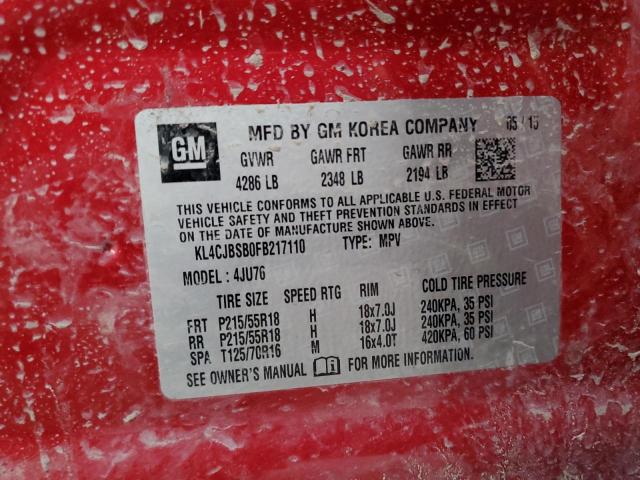 GM
MFD BY GM KOREA COMPANY 05/15
GVWR GAWR FRT GAWR RR
4286 LB 2348 LB 2194 LB
THIS VEHICLE CONFORMS TO ALL APPLICABLE U.S. FEDERAL MOTOR
VEHICLE SAFETY AND THEFT PREVENTION STANDARDS IN EFFECT
ON THE DATE OF MANUFACTURE SHOWN ABOVE.
KL4CJBSB0FB217110 TYPE: MPV
MODEL: 4JU76
TIRE SIZE SPEED RTG RIM COLD TIRE PRESSURE
FRT P215/55R18 H 18x7.0J 240KPA, 35 PSI
RR P215/55R18 H 18x7.0J 240KPA, 35 PSI
SPA T125/70R16 M 16x4.0T 420KPA, 60 PSI
SEE OWNER'S MANUAL FOR MORE INFORMATION.